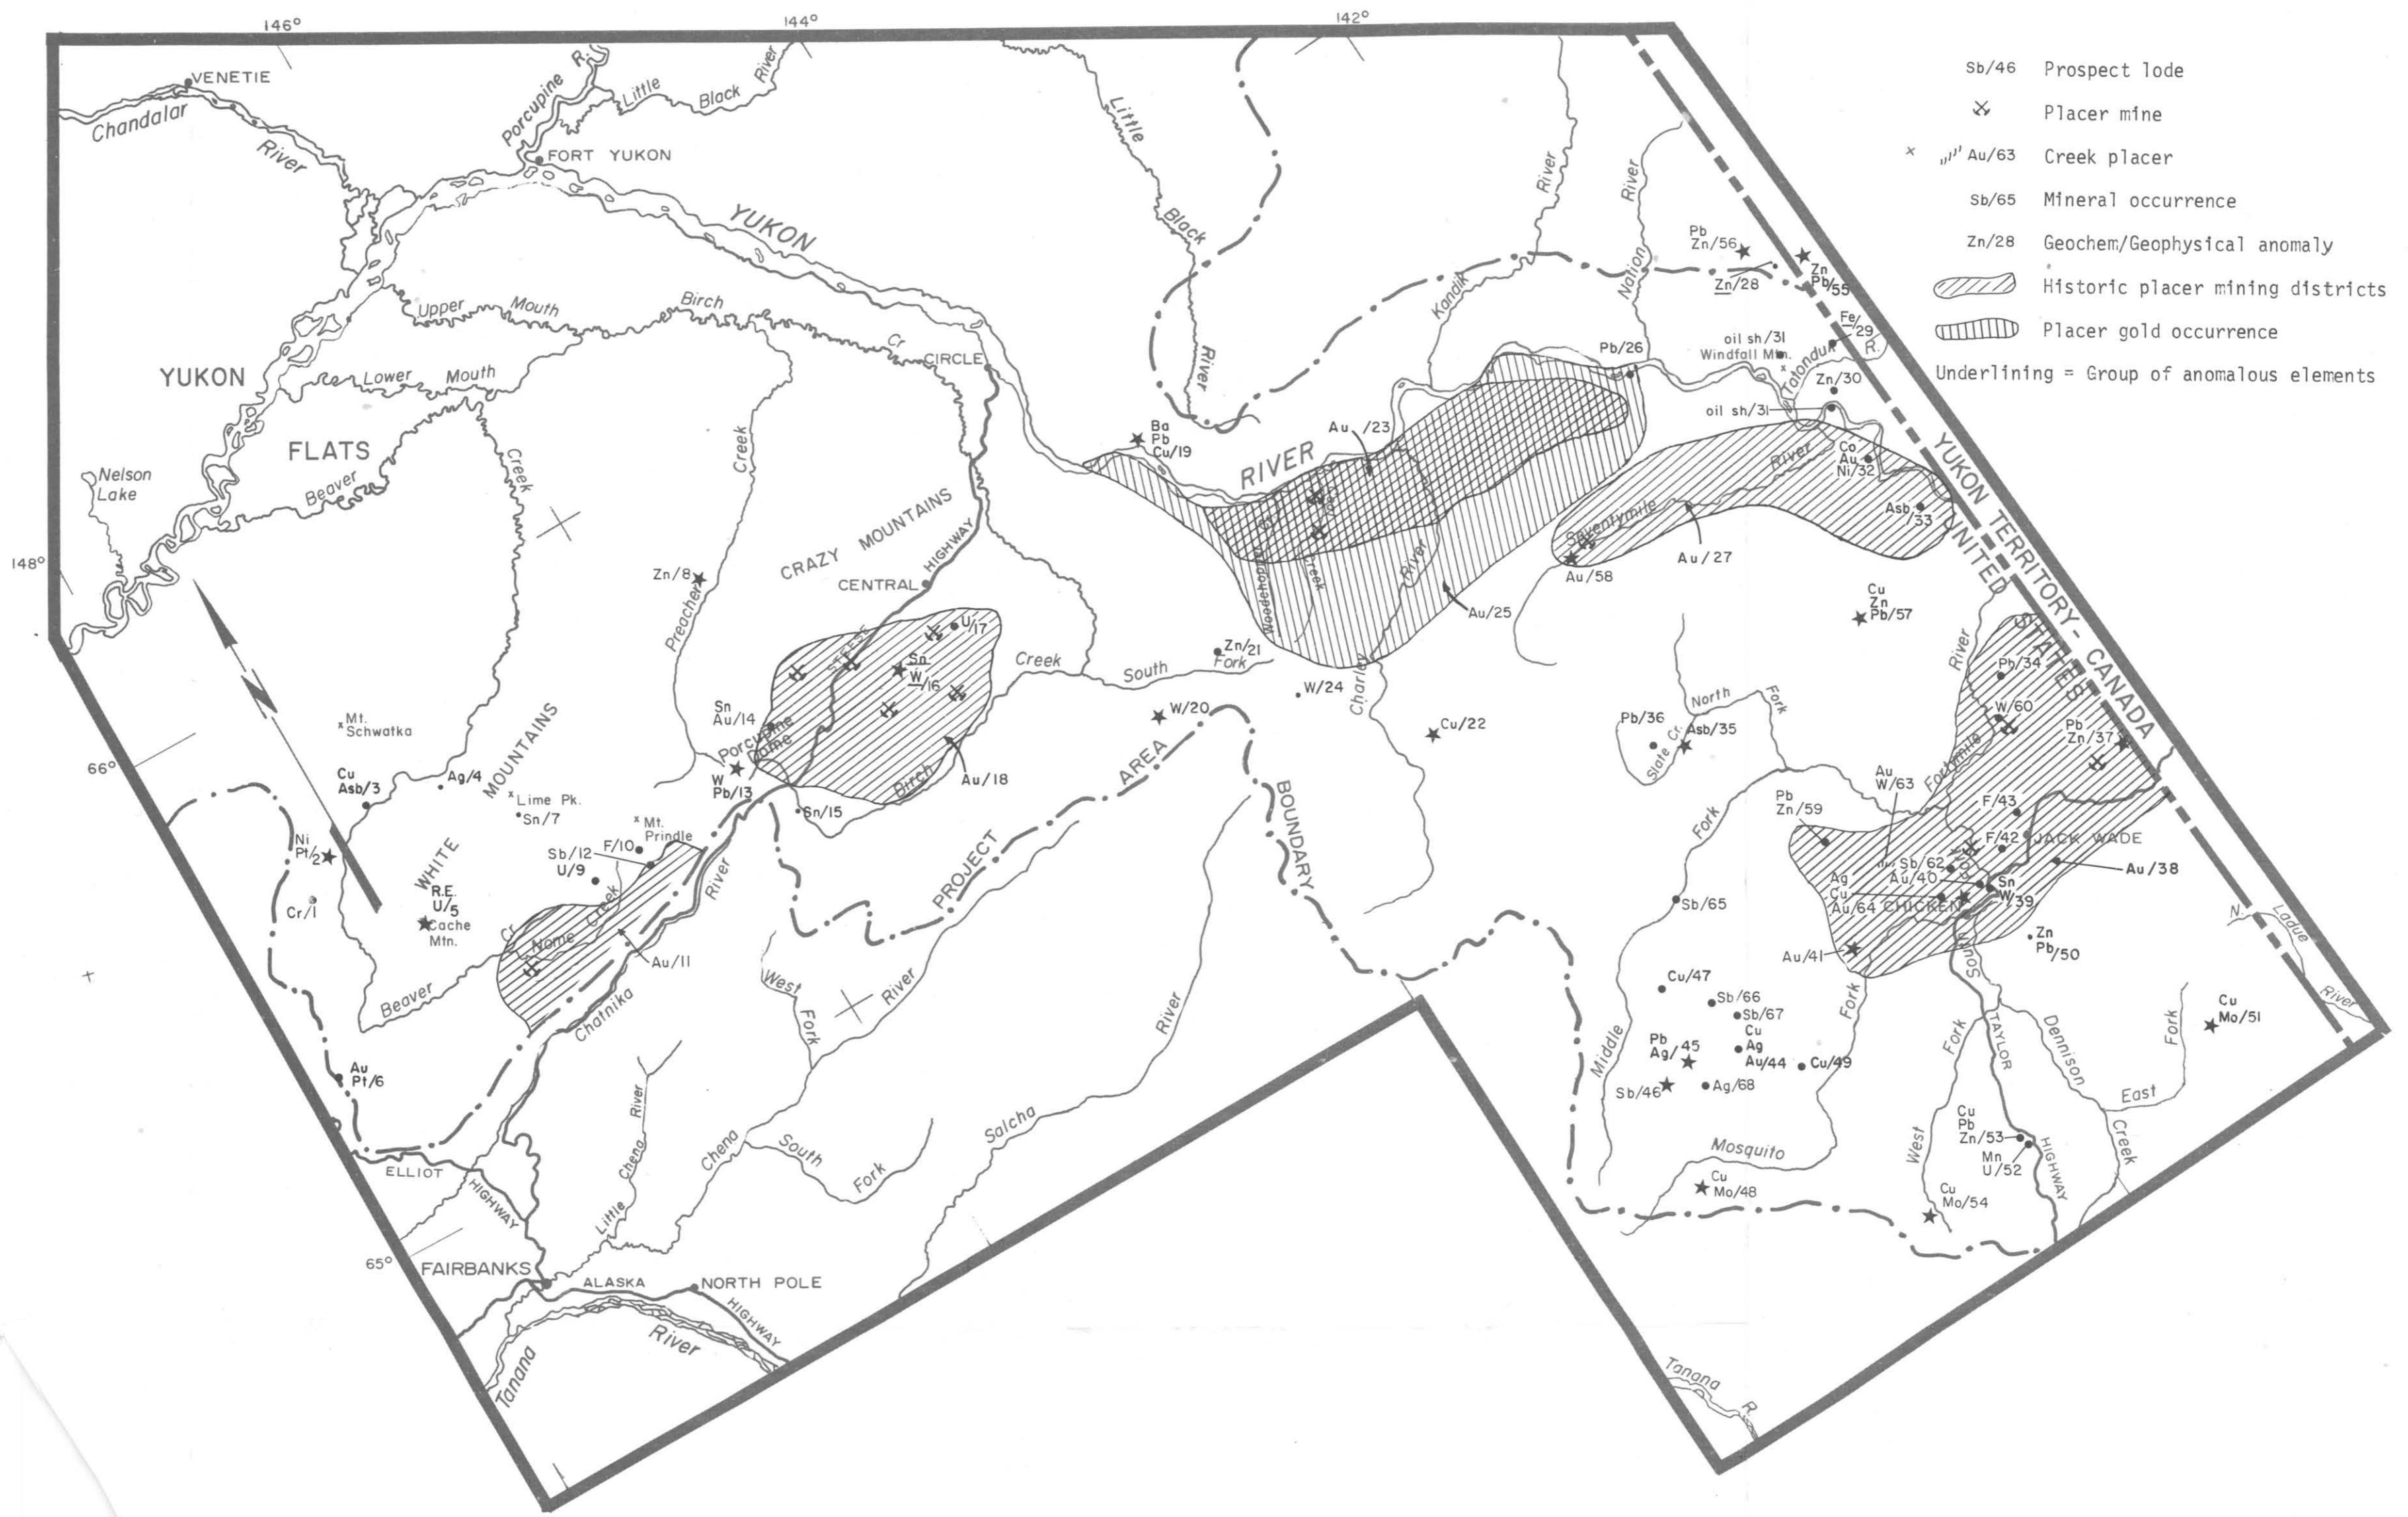 146°
144°
142°
VENETIE
Chandalar
River
Porcupine R.
Little Black River
FORT YUKON
YUKON
Little
Black
River
River
Nation River
Kandik
Sb/46 Prospect lode
Placer mine
x Au/63 Creek placer
Sb/65 Mineral occurrence
Zn/28 Geochem/Geophysical anomaly
Historic placer mining districts
Placer gold occurrence
Underlining = Group of anomalous elements
Pb
Zn/56
Zn/28
Zn
Pb/55
Fe/29
oil sh/31
Windfall Mtn.
Tatonduk R.
Zn/30
oil sh/31
Pb/26
Upper Mouth Birch
Cr
CIRCLE
YUKON
Lower Mouth
FLATS
Beaver
Creek
Creek
Nelson
Lake
Ba
Pb
Cu/19
RIVER
Au /23
River
Co
Au
Ni/32
Asb
/33
Seventymile
Au/27
Au/58
YUKON TERRITORY-CANADA
UNITED STATES
148°
CRAZY MOUNTAINS
CENTRAL
HIGHWAY
Zn/8
Preacher
Woodchopper
Cr
Coal
Creek
River
Au/25
Cu
Zn
Pb/57
U/17
STEESE
Sn
W/16
Zn/21
Creek South Fork
W/24
Charley
Sn
Au/14
Porcupine
Dome
W
Pb/13
Birch
Au/18
W/20
Cu/22
North Fork
Pb/36
Slate Cr.
Asb/35
River
Pb/34
W/60
Pb
Zn/37
Fortymile
Mt.
Schwatka
66°
Cu
Asb/3
Ag/4
MOUNTAINS
Lime Pk.
Sn/7
Mt.
Prindle
Sn/15
PROJECT AREA BOUNDARY
Ni
Pt/2
F/10
Sb/12
U/9
WHITE
R.E.
U/5
Cache
Mtn.
Cr/1
Cr
Nome Creek
River
Au/11
Beaver
Chatnika
Au
W/63
Pb
Zn/59
F/43
F/42
JACK WADE
Fork
Sb/62
Au/40
Ag
Cu
Au/64
CHICKEN
Sn
W/39
Au/38
Fork
Sb/65
Au/41
South
Zn
Pb/50
N. Ladue
River
West
Fork
River
River
Cu/47
Sb/66
Sb/67
Cu
Ag
Au/44
Pb
Ag/45
Cu/49
Sb/46
Ag/68
Middle
Fork
Fork
TAYLOR
Dennison
Fork
Cu
Mo/51
Au
Pt/6
East
Creek
Cu
Pb
Zn/53
Mn
U/52
HIGHWAY
West
Cu
Mo/54
Mosquito
Cu
Mo/48
ELLIOT
HIGHWAY
Little Chena River
Chena
South
Fork
Salcha
65°
FAIRBANKS
ALASKA
NORTH POLE
HIGHWAY
Tanana
River
Tanana
R.